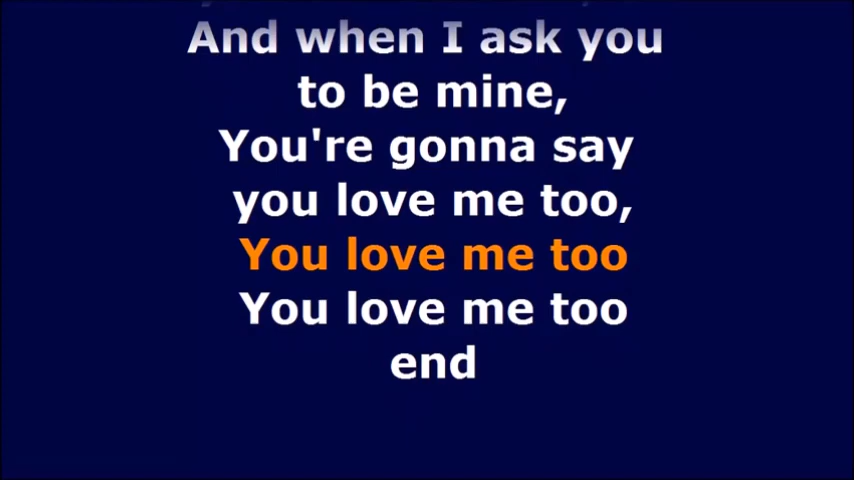 And when I ask you
to be mine,
You're gonna say
you love me too,
You love me too
You love me too
end